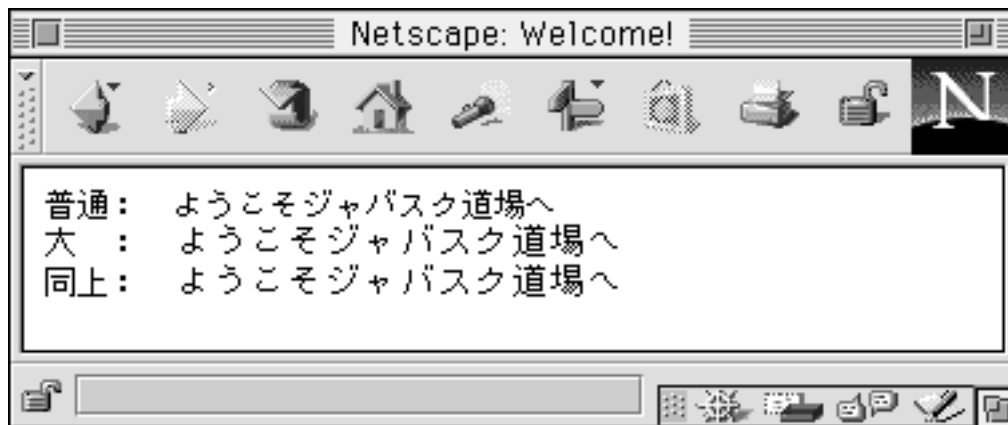 Netscape: Welcome!
N
普通： ようこそジャバスク道場へ
大　： ようこそジャバスク道場へ
同上： ようこそジャバスク道場へ